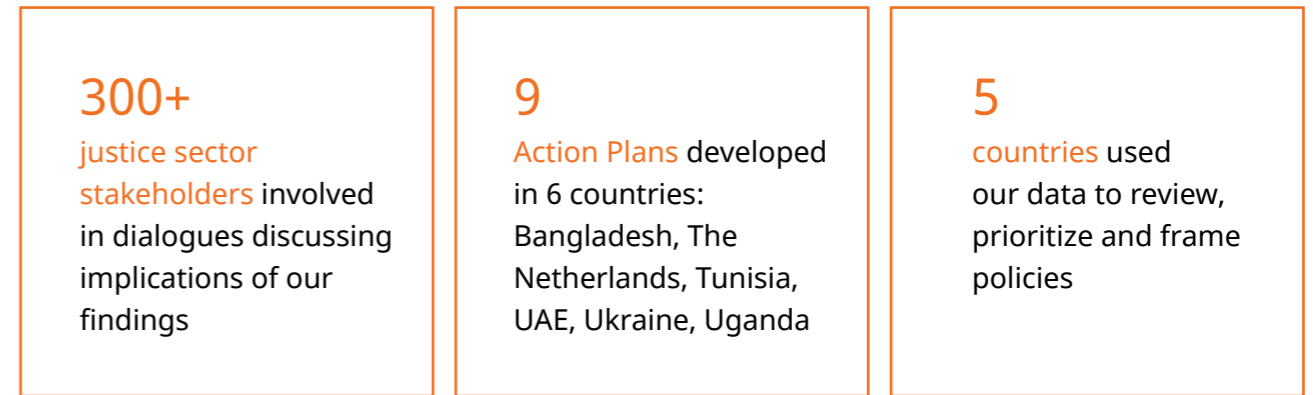 300+
justice sector
stakeholders involved
in dialogues discussing
implications of our
findings
9
Action Plans developed
in 6 countries:
Bangladesh, The
Netherlands, Tunisia,
UAE, Ukraine, Uganda
5
countries used
our data to review,
prioritize and frame
policies